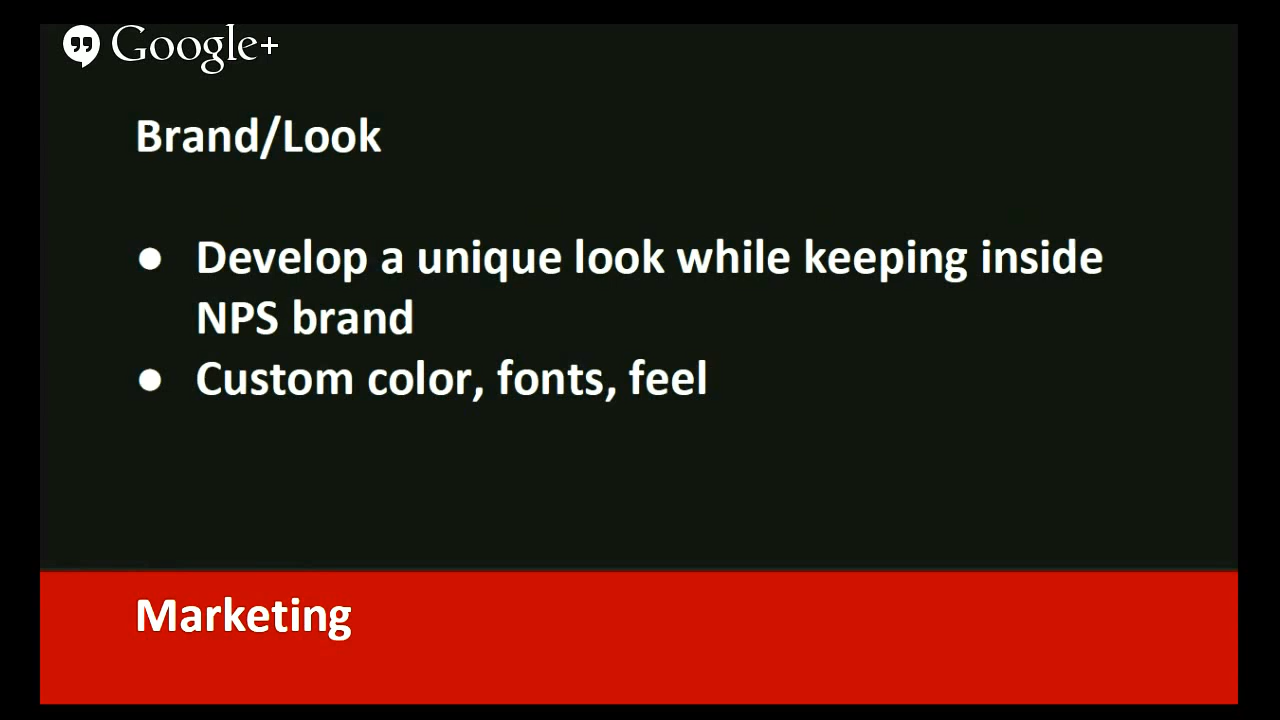 Google+
Brand/Look
● Develop a unique look while keeping inside
NPS brand
● Custom color, fonts, feel
Marketing